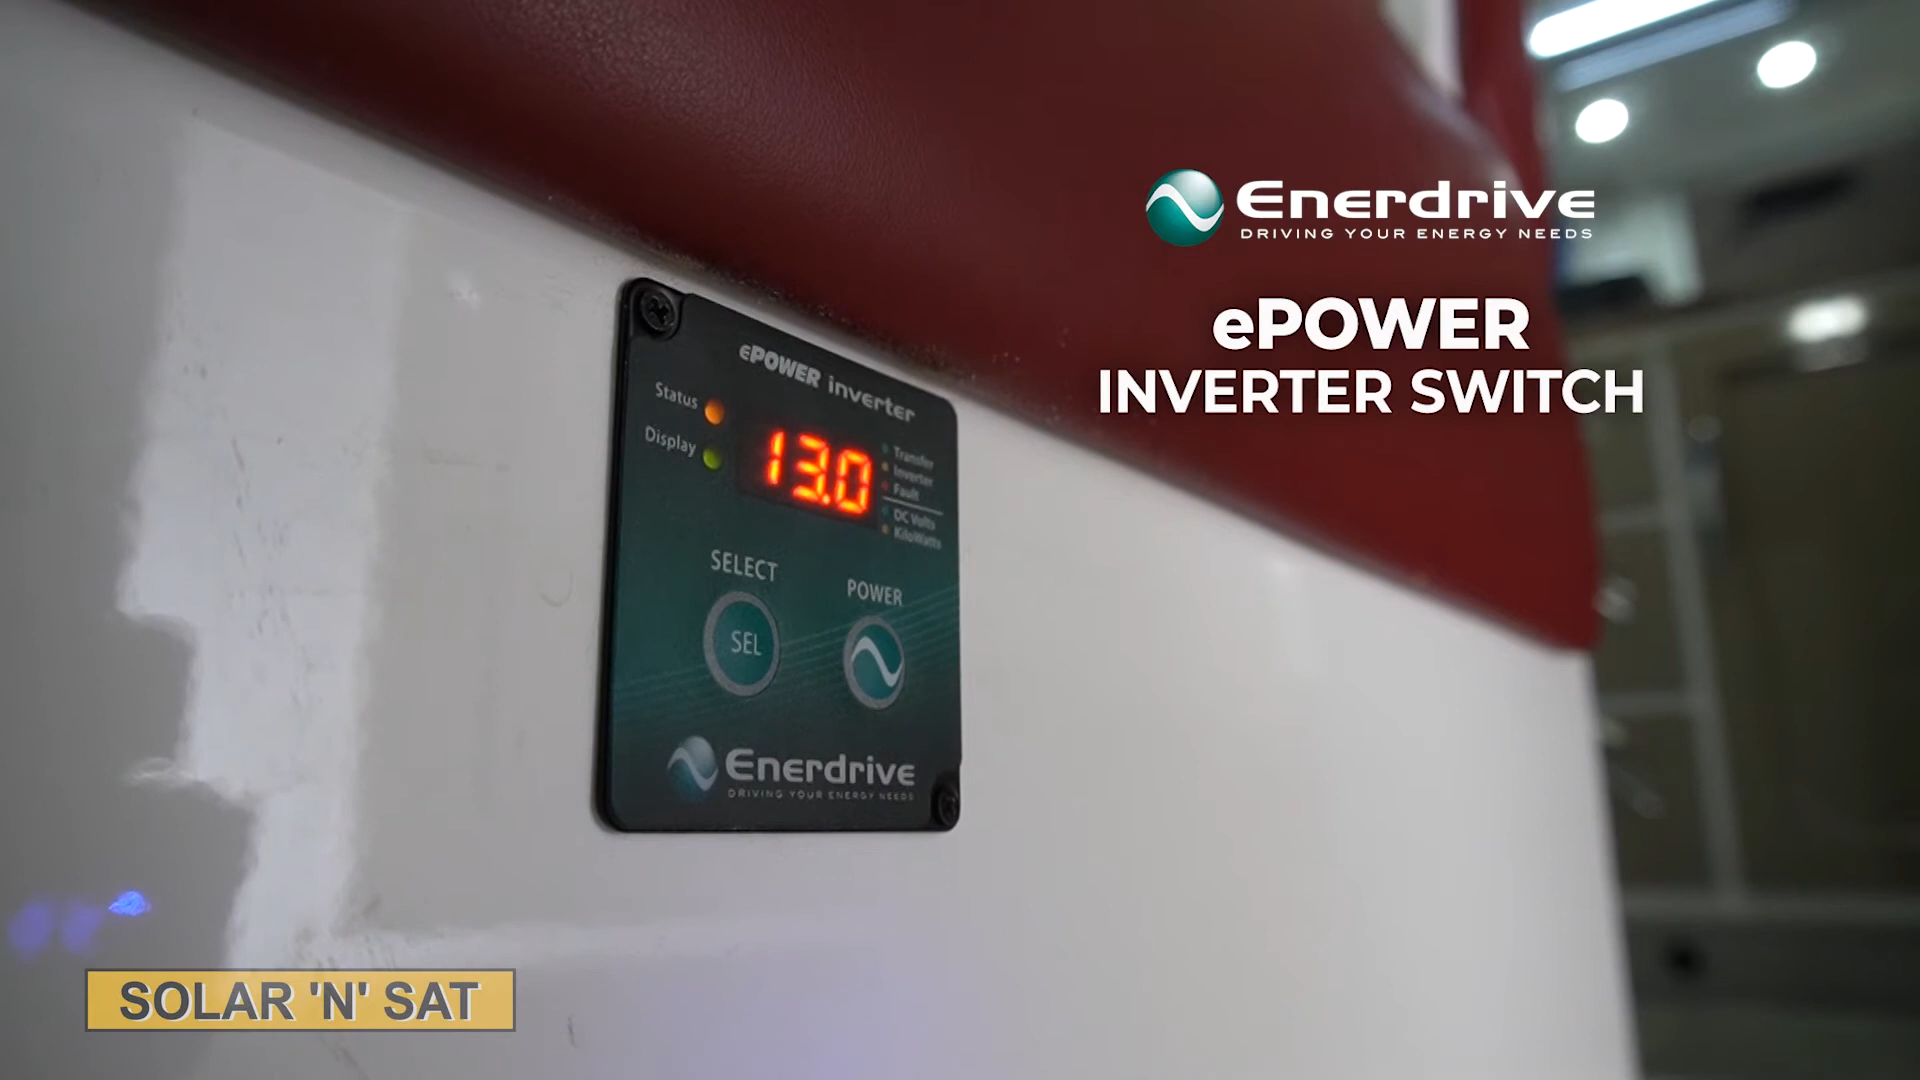 Enerdrive
DRIVING YOUR ENERGY NEEDS
ePOWER
INVERTER SWITCH
ePOWER inverter
Status
Display
13.0
Transfer
Inverter
Fault
DC Volts
KiloWatts
SELECT
POWER
SEL
Enerdrive
DRIVING YOUR ENERGY NEEDS
SOLAR 'N' SAT